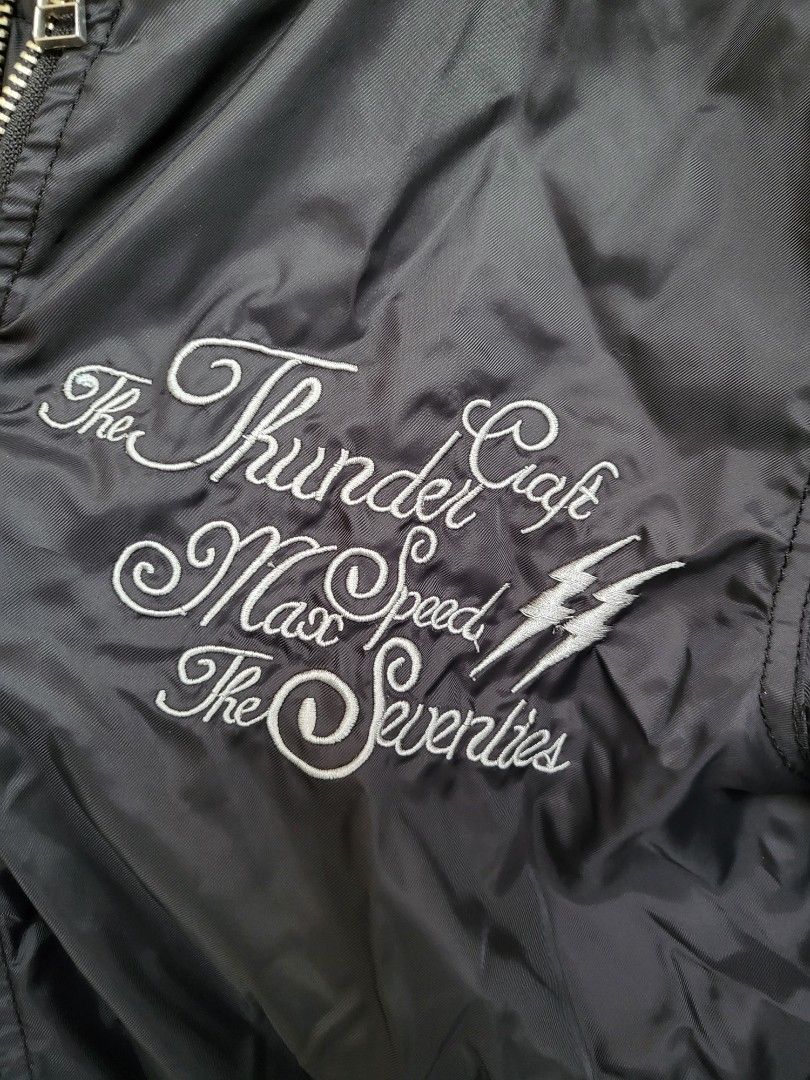 The Thunder Craft
Max Speed
The Seventies